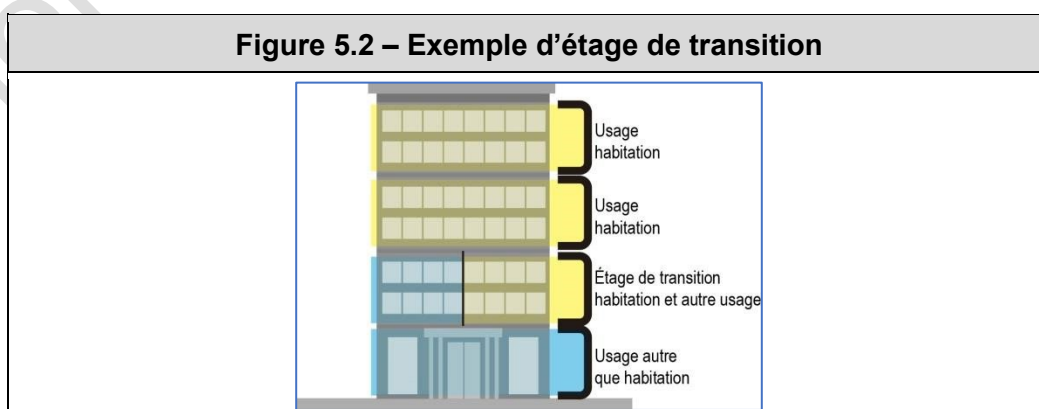 Figure 5.2 – Exemple d'étage de transition
Usage
habitation
Usage
habitation
Étage de transition
habitation et autre usage
Usage autre
que habitation